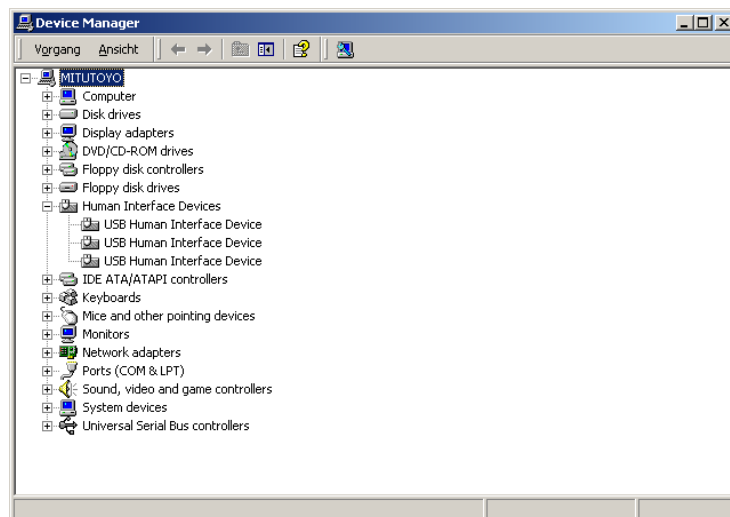 Device Manager
Vorgang Ansicht
MITUTOYO
Computer
Disk drives
Display adapters
DVD/CD-ROM drives
Floppy disk controllers
Floppy disk drives
Human Interface Devices
USB Human Interface Device
USB Human Interface Device
USB Human Interface Device
IDE ATA/ATAPI controllers
Keyboards
Mice and other pointing devices
Monitors
Network adapters
Ports (COM & LPT)
Sound, video and game controllers
System devices
Universal Serial Bus controllers